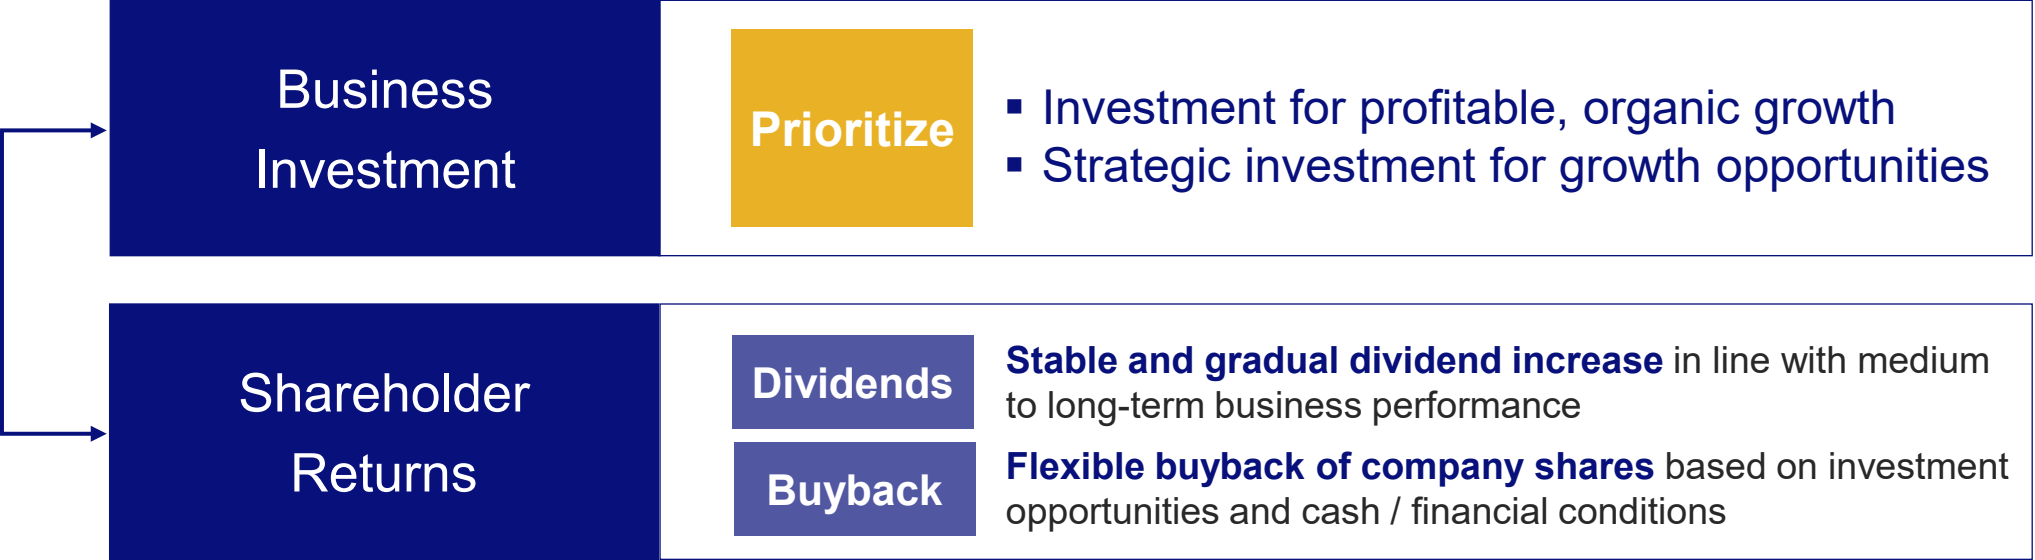 Business
Investment
Prioritize
▪ Investment for profitable, organic growth
▪ Strategic investment for growth opportunities
Shareholder
Returns
Dividends
Stable and gradual dividend increase in line with medium
to long-term business performance
Buyback
Flexible buyback of company shares based on investment
opportunities and cash / financial conditions